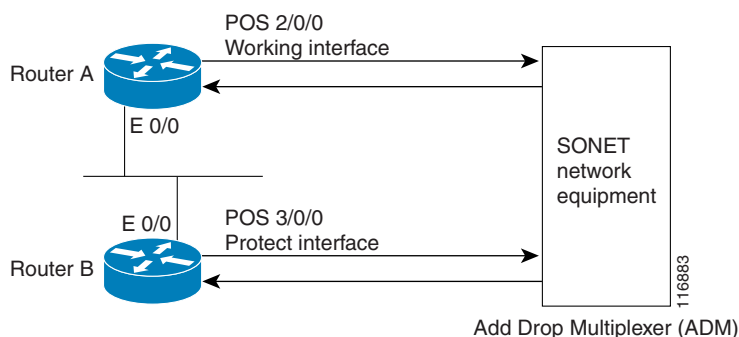 POS 2/0/0
Working interface
Router A
E 0/0
SONET
network
equipment
E 0/0
POS 3/0/0
Protect interface
Router B
116883
Add Drop Multiplexer (ADM)